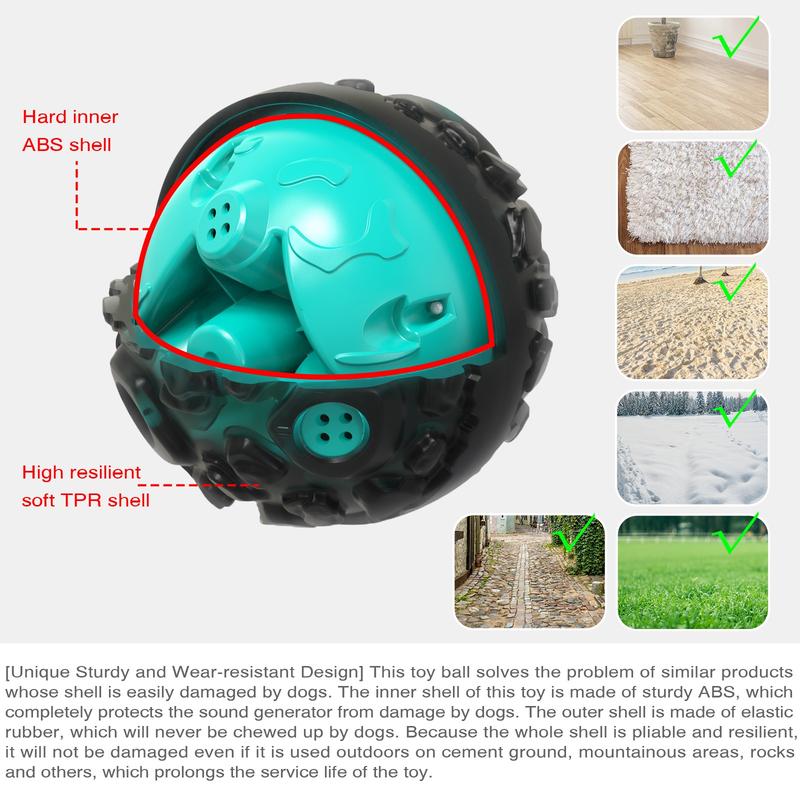 Hard inner
ABS shell
High resilient
soft TPR shell
[Unique Sturdy and Wear-resistant Design] This toy ball solves the problem of similar products
whose shell is easily damaged by dogs. The inner shell of this toy is made of sturdy ABS, which
completely protects the sound generator from damage by dogs. The outer shell is made of elastic
rubber, which will never be chewed up by dogs. Because the whole shell is pliable and resilient,
it will not be damaged even if it is used outdoors on cement ground, mountainous areas, rocks
and others, which prolongs the service life of the toy.